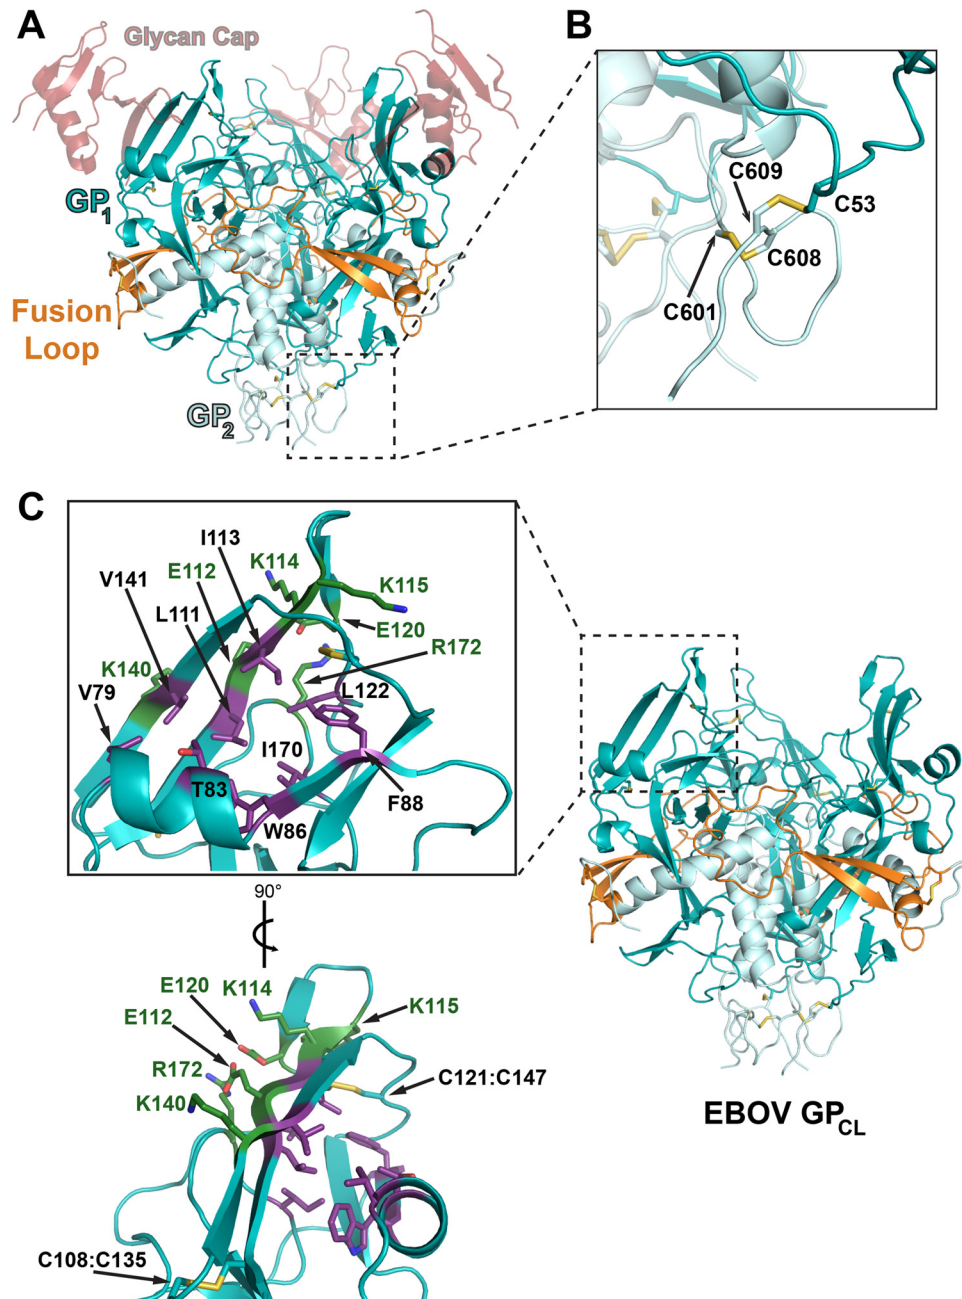 A
Glycan Cap
GP1
Fusion
Loop
GP2
B
C609
C53
C608
C601
C
I113
K114
E112
K115
V141
L111
E120
K140
R172
V79
L122
I170
T83
F88
W86
90°
E120
K114
K115
E112
R172
C121:C147
K140
C108:C135
EBOV GPCL